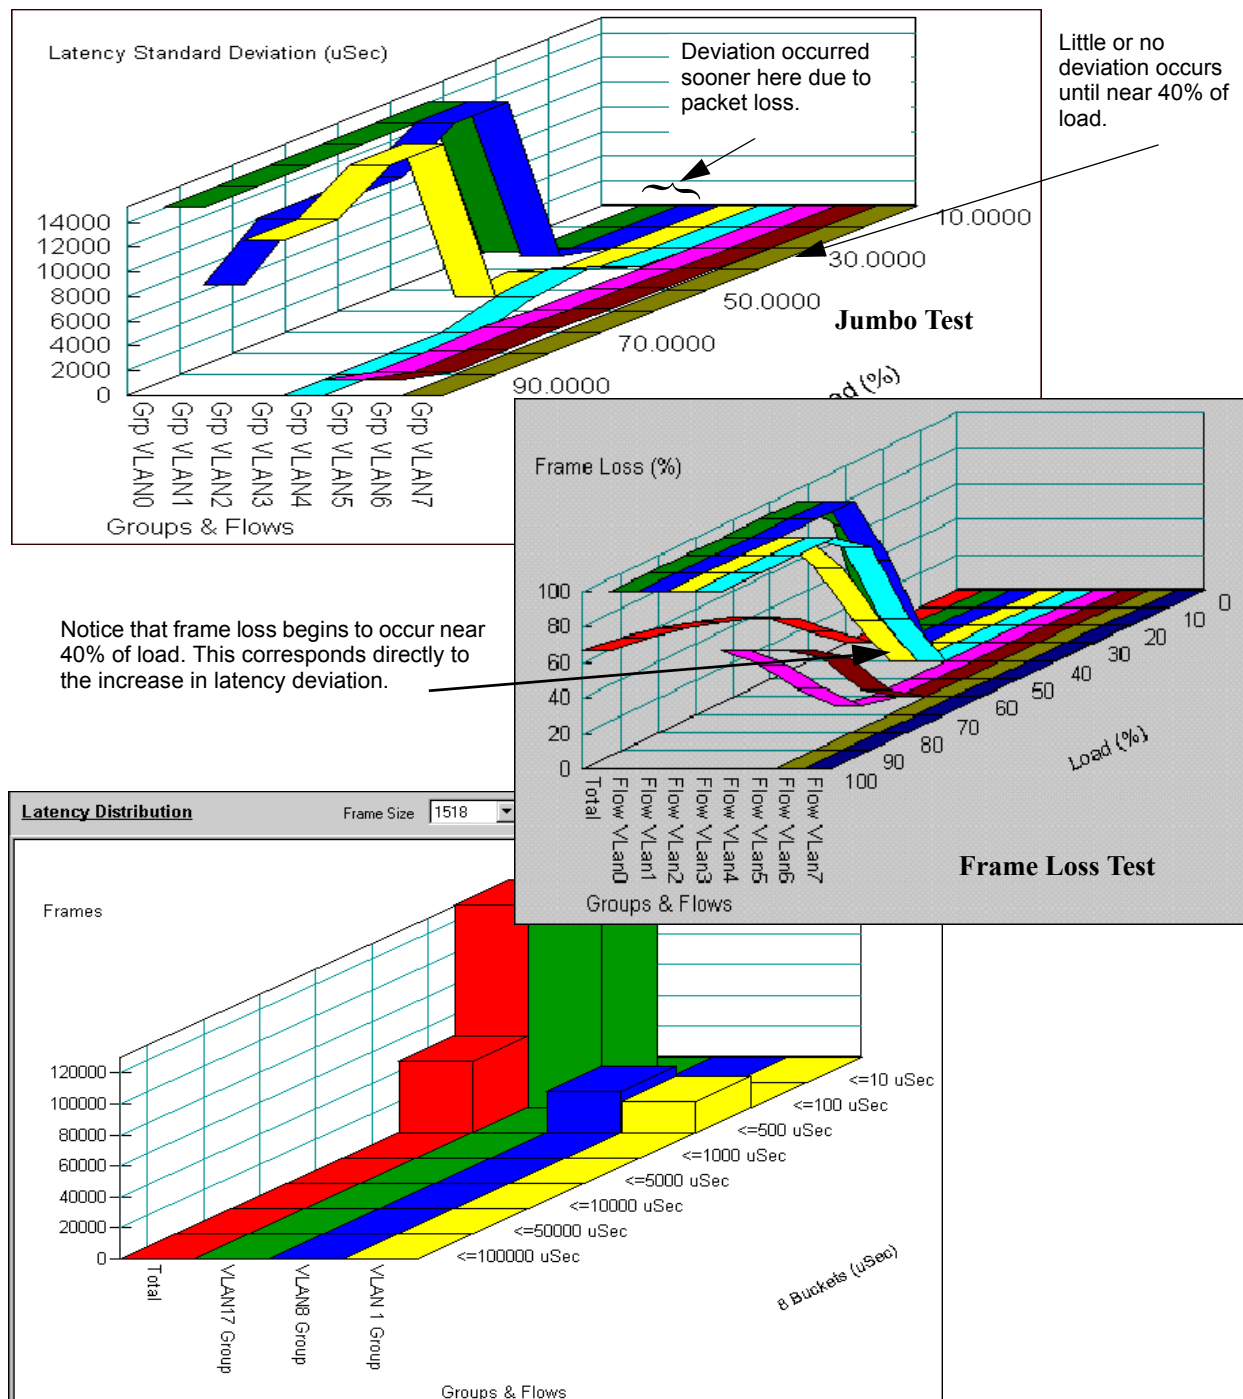 Latency Standard Deviation (uSec)
Deviation occurred
sooner here due to
packet loss.
Little or no
deviation occurs
until near 40% of
load.
14000
12000
10000
8000
6000
4000
2000
0
10.0000
30.0000
50.0000
70.0000
90.0000
Jumbo Test
(%)
Grp VLAN0
Grp VLAN1
Grp VLAN2
Grp VLAN3
Grp VLAN4
Grp VLAN5
Grp VLAN6
Grp VLAN7
Groups & Flows
Frame Loss (%)
100
80
60
40
20
0
0
10
20
30
40
50
60
70
80
90
100
Load (%)
Total
Flow VLan0
Flow VLan1
Flow VLan2
Flow VLan3
Flow VLan4
Flow VLan5
Flow VLan6
Flow VLan7
Groups & Flows
Frame Loss Test
Notice that frame loss begins to occur near
40% of load. This corresponds directly to
the increase in latency deviation.
Latency Distribution
Frame Size
1518
Frames
120000
100000
80000
60000
40000
20000
0
<=10 uSec
<=100 uSec
<=500 uSec
<=1000 uSec
<=5000 uSec
<=10000 uSec
<=50000 uSec
<=100000 uSec
8 Buckets (uSec)
Total
VLAN17 Group
VLAN8 Group
VLAN 1 Group
Groups & Flows